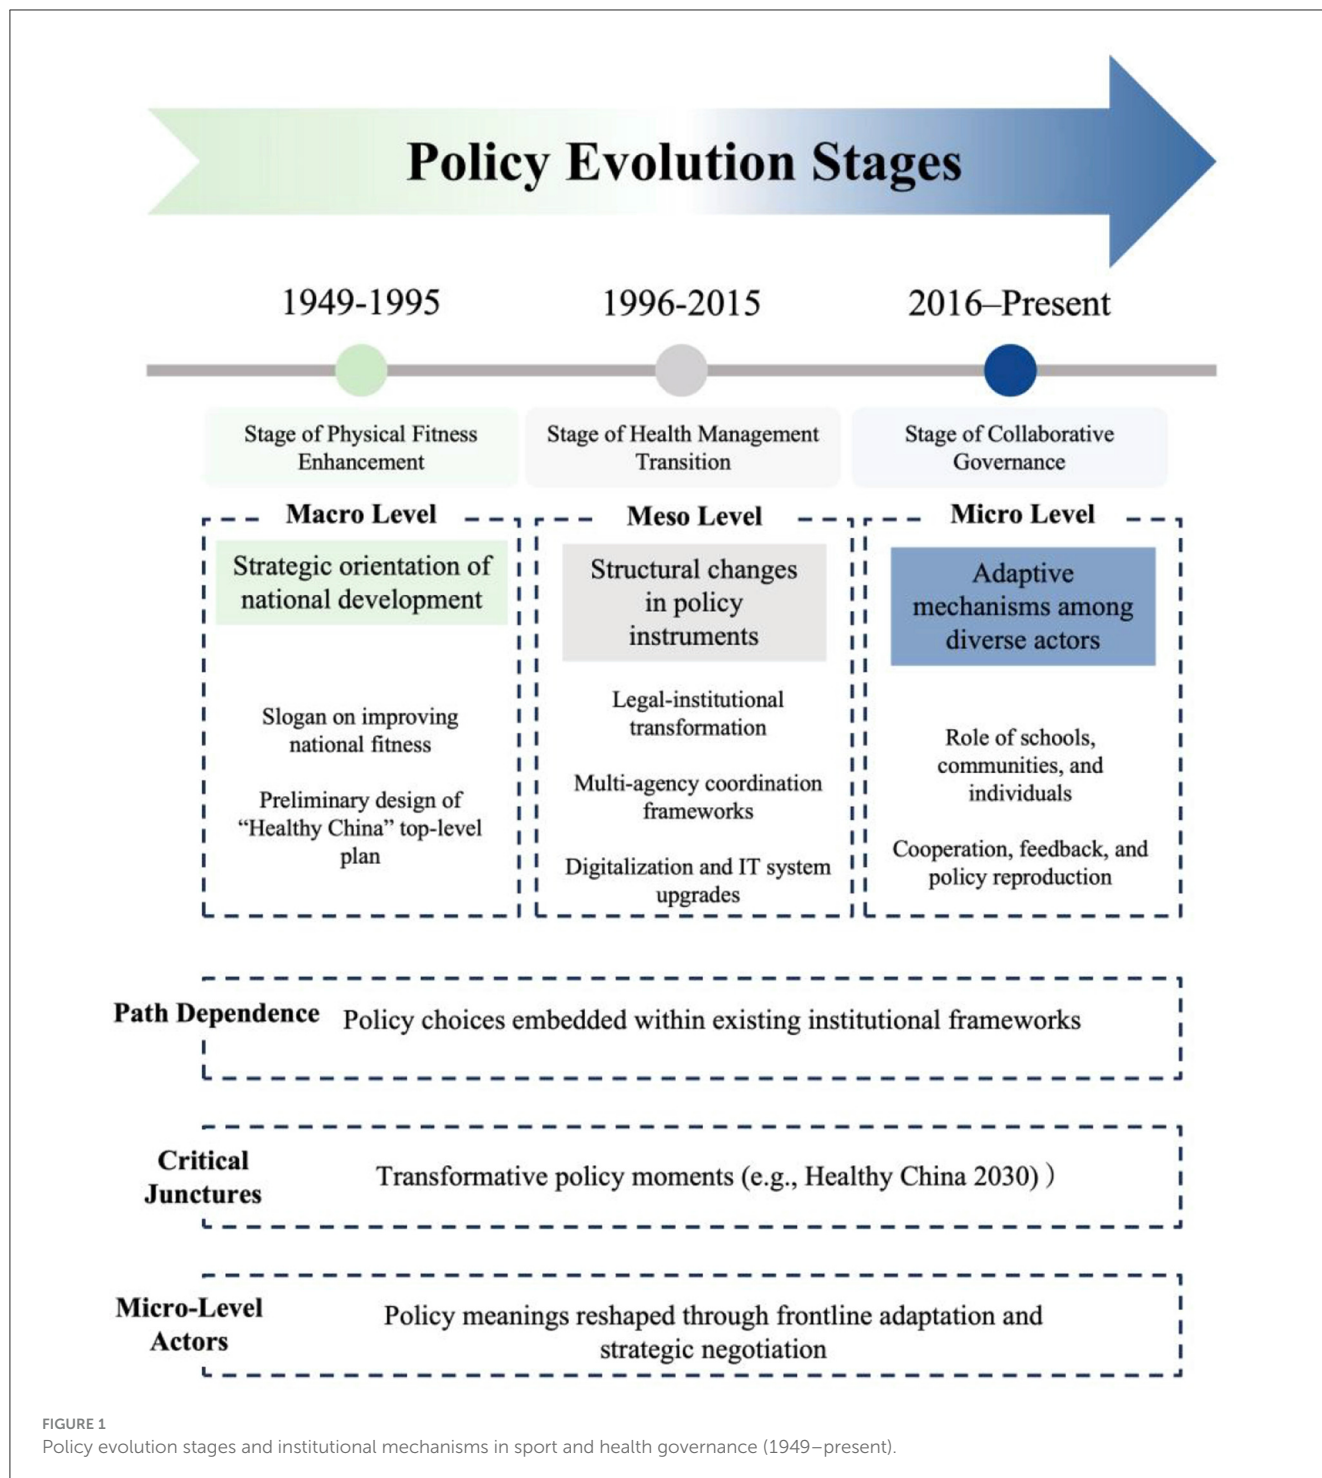 Policy Evolution Stages
1949-1995
1996-2015
2016–Present
Stage of Physical Fitness
Enhancement
Stage of Health Management
Transition
Stage of Collaborative
Governance
Macro Level
Strategic orientation of
national development
Slogan on improving
national fitness
Preliminary design of
“Healthy China” top-level
plan
Meso Level
Structural changes
in policy
instruments
Legal-institutional
transformation
Multi-agency coordination
frameworks
Digitalization and IT system
upgrades
Micro Level
Adaptive
mechanisms among
diverse actors
Role of schools,
communities, and
individuals
Cooperation, feedback, and
policy reproduction
Path Dependence
Policy choices embedded within existing institutional frameworks
Critical
Junctures
Transformative policy moments (e.g., Healthy China 2030)）
Micro-Level
Actors
Policy meanings reshaped through frontline adaptation and
strategic negotiation
FIGURE 1
Policy evolution stages and institutional mechanisms in sport and health governance (1949–present).